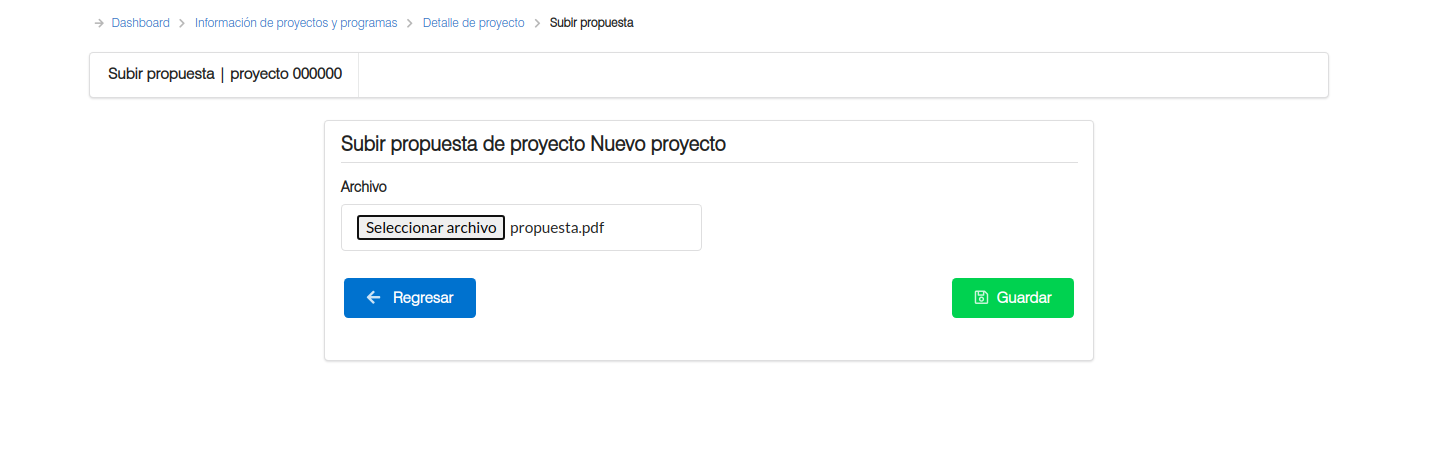 Dashboard Información de proyectos y programas Detalle de proyecto Subir propuesta
Subir propuesta | proyecto 000000
Subir propuesta de proyecto Nuevo proyecto
Archivo
Seleccionar archivo propuesta.pdf
Regresar Guardar